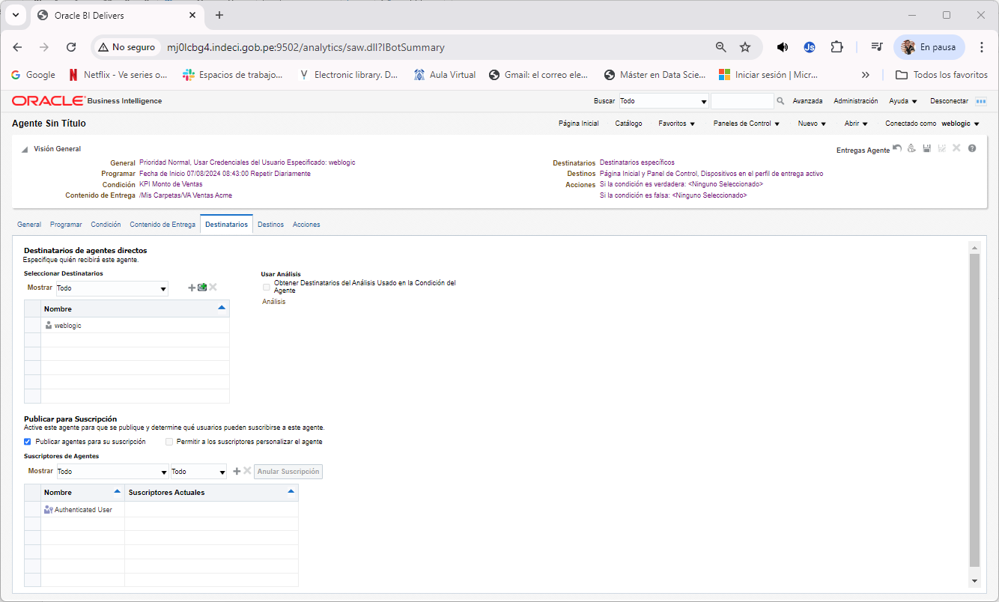 Oracle BI Delivers
No seguro
mj0lcbg4.indeci.gob.pe:9502/analytics/saw.dll?IBotSummary
En pausa
Google
Netflix - Ve series o...
Espacios de trabajo...
Electronic library. D...
Aula Virtual
Gmail: el correo ele...
Máster en Data Scie...
Iniciar sesión | Micr...
Todos los favoritos
ORACLE Business Intelligence
Buscar Todo Avanzada Administración Ayuda Desconectar
Agente Sin Título
Página Inicial Catálogo Favoritos Paneles de Control Nuevo Abrir Conectado como weblogic
Visión General
Entregas Agente
General Prioridad Normal, Usar Credenciales del Usuario Especificado: weblogic
Programar Fecha de Inicio 07/08/2024 08:43:00 Repetir Diariamente
Condición KPI Monto de Ventas
Contenido de Entrega /Mis Carpetas/VA Ventas Acme
Destinatarios Destinatarios específicos
Destinos Página Inicial y Panel de Control, Dispositivos en el perfil de entrega activo
Acciones Si la condición es verdadera: <Ninguno Seleccionado>
Si la condición es falsa: <Ninguno Seleccionado>
General Programar Condición Contenido de Entrega Destinatarios Destinos Acciones
Destinatarios de agentes directos
Especifique quién recibirá este agente.
Seleccionar Destinatarios
Mostrar Todo
Nombre
weblogic
Usar Análisis
Obtener Destinatarios del Análisis Usado en la Condición del
Agente
Análisis
Publicar para Suscripción
Active este agente para que se publique y determine qué usuarios pueden suscribirse a este agente.
Publicar agentes para su suscripción Permitir a los suscriptores personalizar el agente
Suscriptores de Agentes
Mostrar Todo Todo Anular Suscripción
Nombre Suscriptores Actuales
Authenticated User